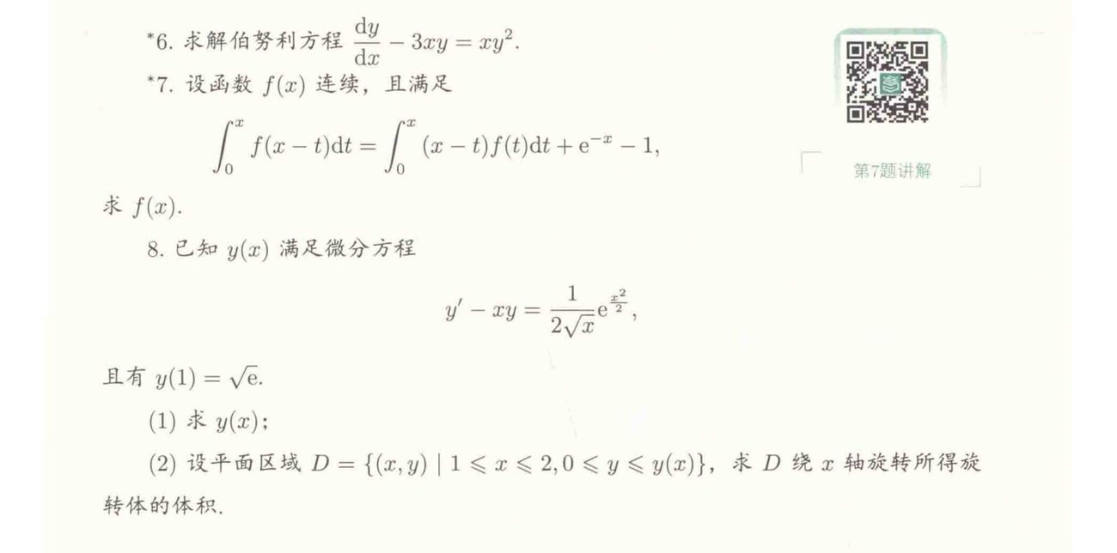 *6. 求解伯努利方程 dy/dx − 3xy = xy².
*7. 设函数 f(x) 连续，且满足
∫₀ˣ f(x − t)dt = ∫₀ˣ (x − t)f(t)dt + e⁻ˣ − 1,
第7题讲解
求 f(x).
8. 已知 y(x) 满足微分方程
y′ − xy = 1/(2√x) e^(x²/2),
且有 y(1) = √e.
(1) 求 y(x);
(2) 设平面区域 D = {(x, y) | 1 ⩽ x ⩽ 2, 0 ⩽ y ⩽ y(x)}，求 D 绕 x 轴旋转所得旋
转体的体积.